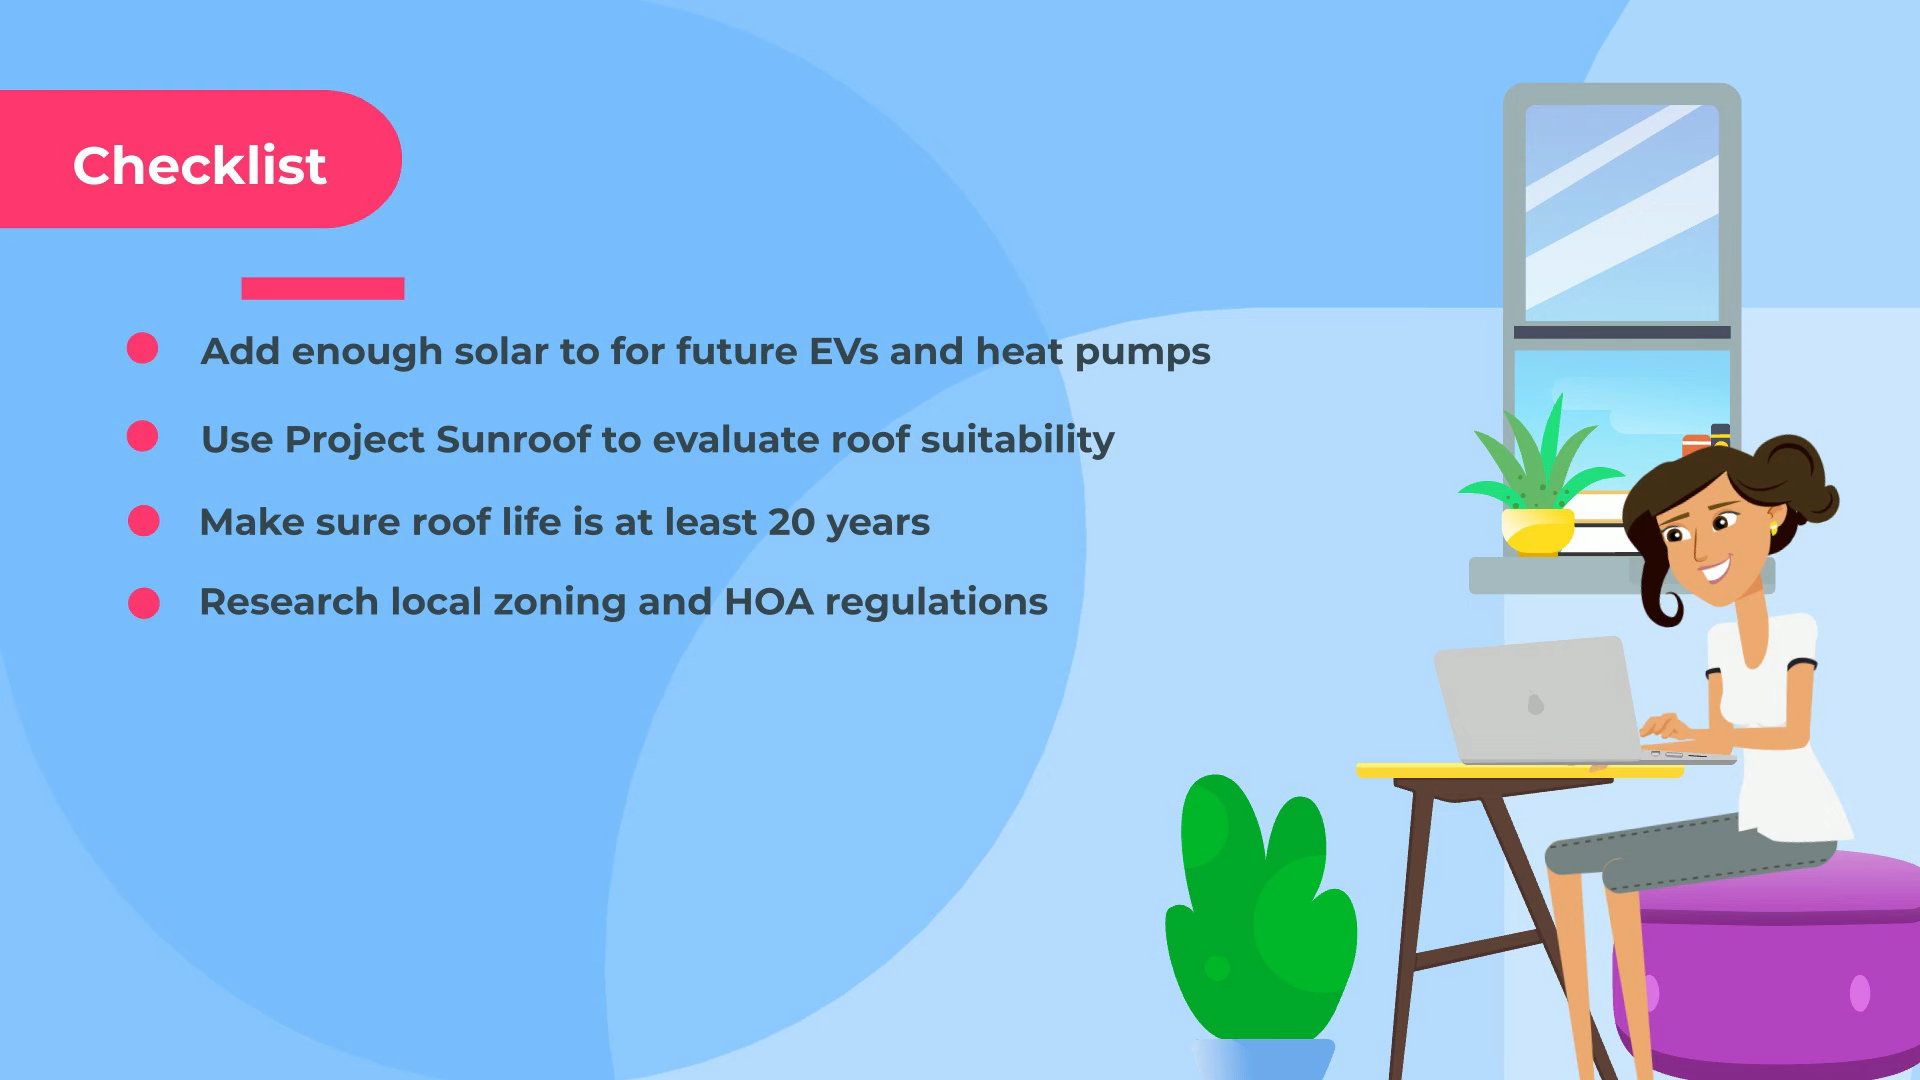 Checklist
Add enough solar to for future EVs and heat pumps
Use Project Sunroof to evaluate roof suitability
Make sure roof life is at least 20 years
Research local zoning and HOA regulations